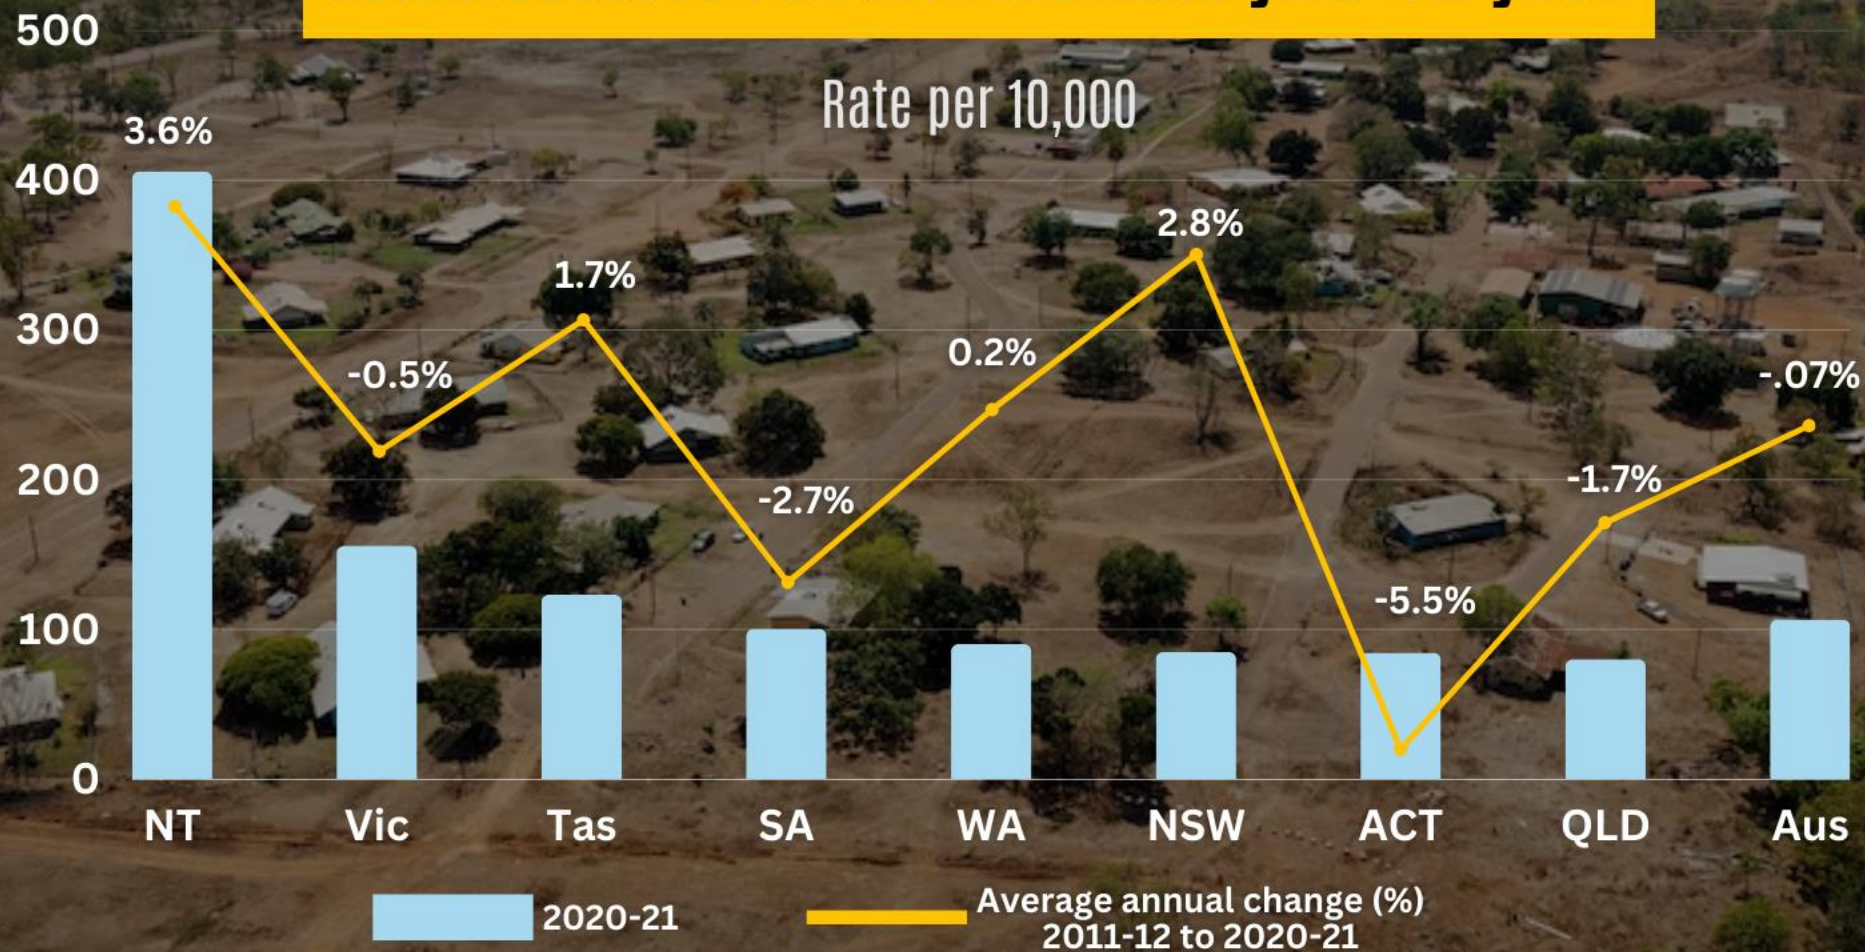 Rate per 10,000
500
400
300
200
100
0
3.6%
-0.5%
1.7%
-2.7%
0.2%
2.8%
-5.5%
-1.7%
-.07%
NT
Vic
Tas
SA
WA
NSW
ACT
QLD
Aus
2020-21
Average annual change (%)
2011-12 to 2020-21